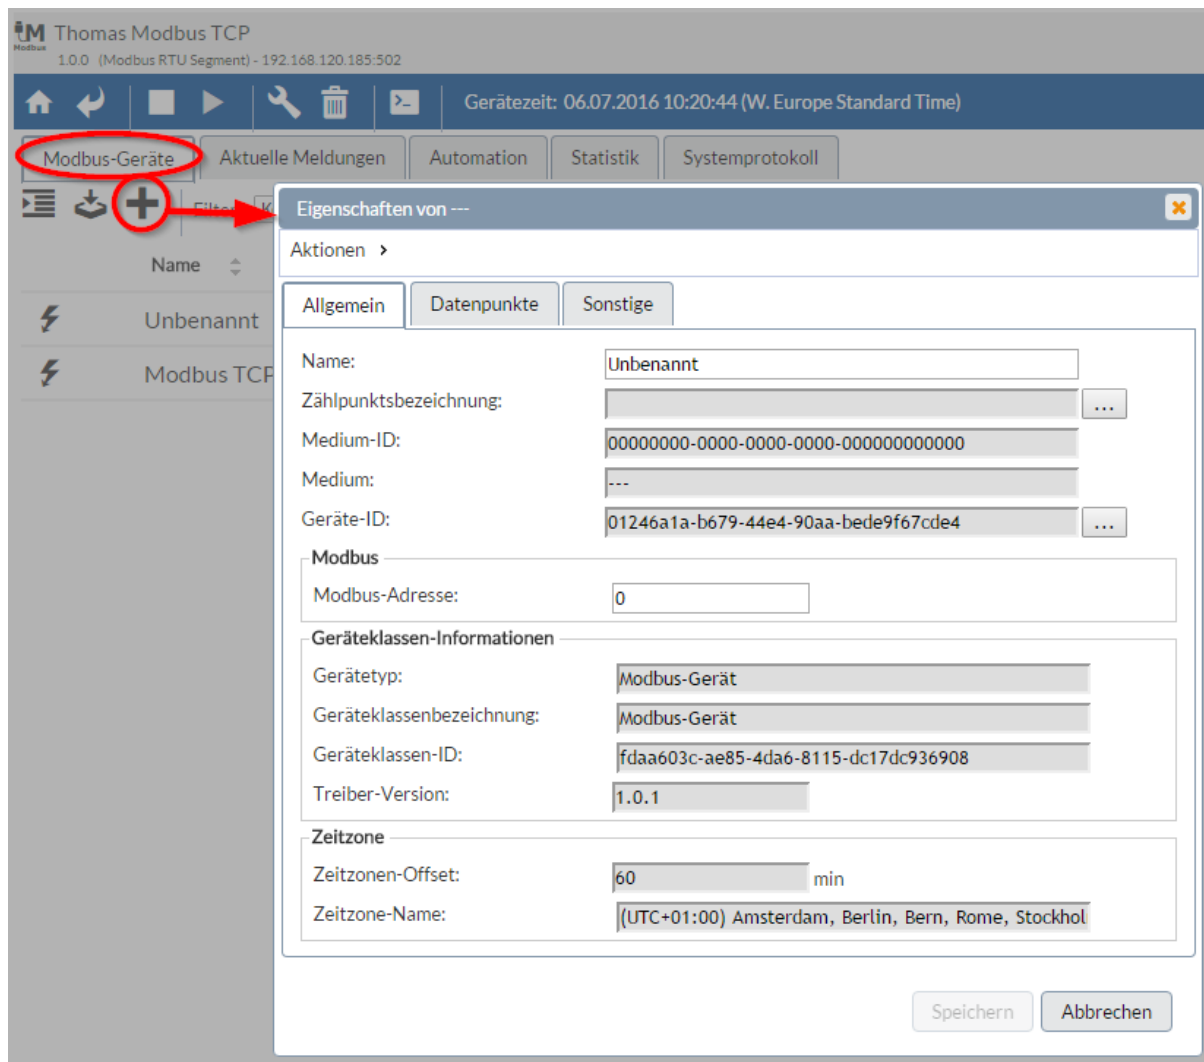 M
Modbus
Thomas Modbus TCP
1.0.0 (Modbus RTU Segment) - 192.168.120.185:502
Gerätezeit: 06.07.2016 10:20:44 (W. Europe Standard Time)
Modbus-Geräte Aktuelle Meldungen Automation Statistik Systemprotokoll
Eigenschaften von ---
Aktionen >
Name
Unbenannt
Modbus TCP
Allgemein Datenpunkte Sonstige
Name: Unbenannt
Zählpunktsbezeichnung: ...
Medium-ID: 00000000-0000-0000-0000-000000000000
Medium: ---
Geräte-ID: 01246a1a-b679-44e4-90aa-bede9f67cde4 ...
Modbus
Modbus-Adresse: 0
Geräteklassen-Informationen
Gerätetyp: Modbus-Gerät
Geräteklassenbezeichnung: Modbus-Gerät
Geräteklassen-ID: fdaa603c-ae85-4da6-8115-dc17dc936908
Treiber-Version: 1.0.1
Zeitzone
Zeitzonen-Offset: 60 min
Zeitzone-Name: (UTC+01:00) Amsterdam, Berlin, Bern, Rome, Stockhol
Speichern Abbrechen